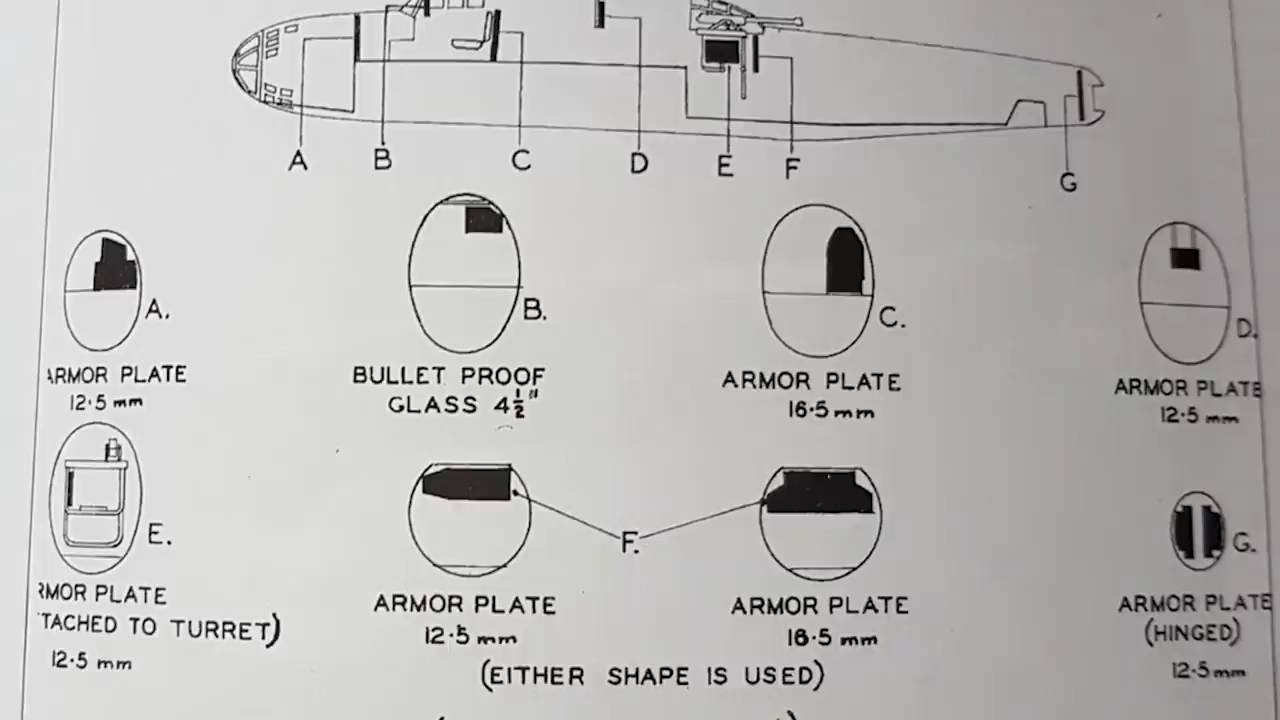 A B C D E F G
A. B. C. D.
ARMOR PLATE
12·5 mm
BULLET PROOF
GLASS 4½"
ARMOR PLATE
16·5 mm
ARMOR PLATE
12·5 mm
E. F. G.
RMOR PLATE
TACHED TO TURRET)
12·5 mm
ARMOR PLATE
12·5 mm
ARMOR PLATE
16·5 mm
(EITHER SHAPE IS USED)
ARMOR PLATE
(HINGED)
12·5 mm